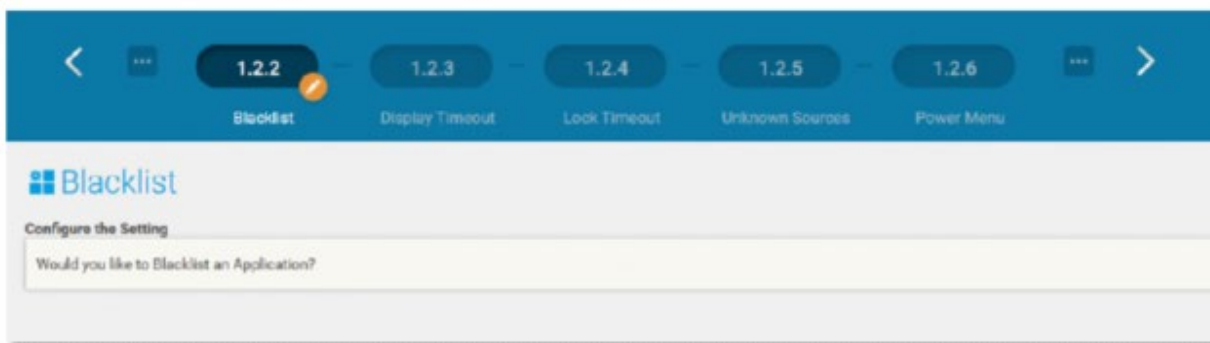 1.2.2 1.2.3 1.2.4 1.2.5 1.2.6
Blacklist Display Timeout Lock Timeout Unknown Sources Power Menu
Blacklist
Configure the Setting
Would you like to Blacklist an Application?